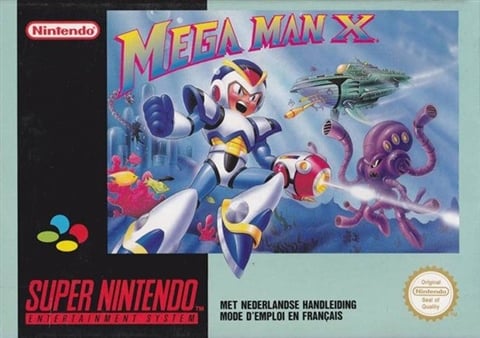 Nintendo
MEGA MAN X
SUPER NINTENDO
ENTERTAINMENT SYSTEM
MET NEDERLANDSE HANDLEIDING
MODE D'EMPLOI EN FRANÇAIS
Original
Nintendo
Seal of
Quality